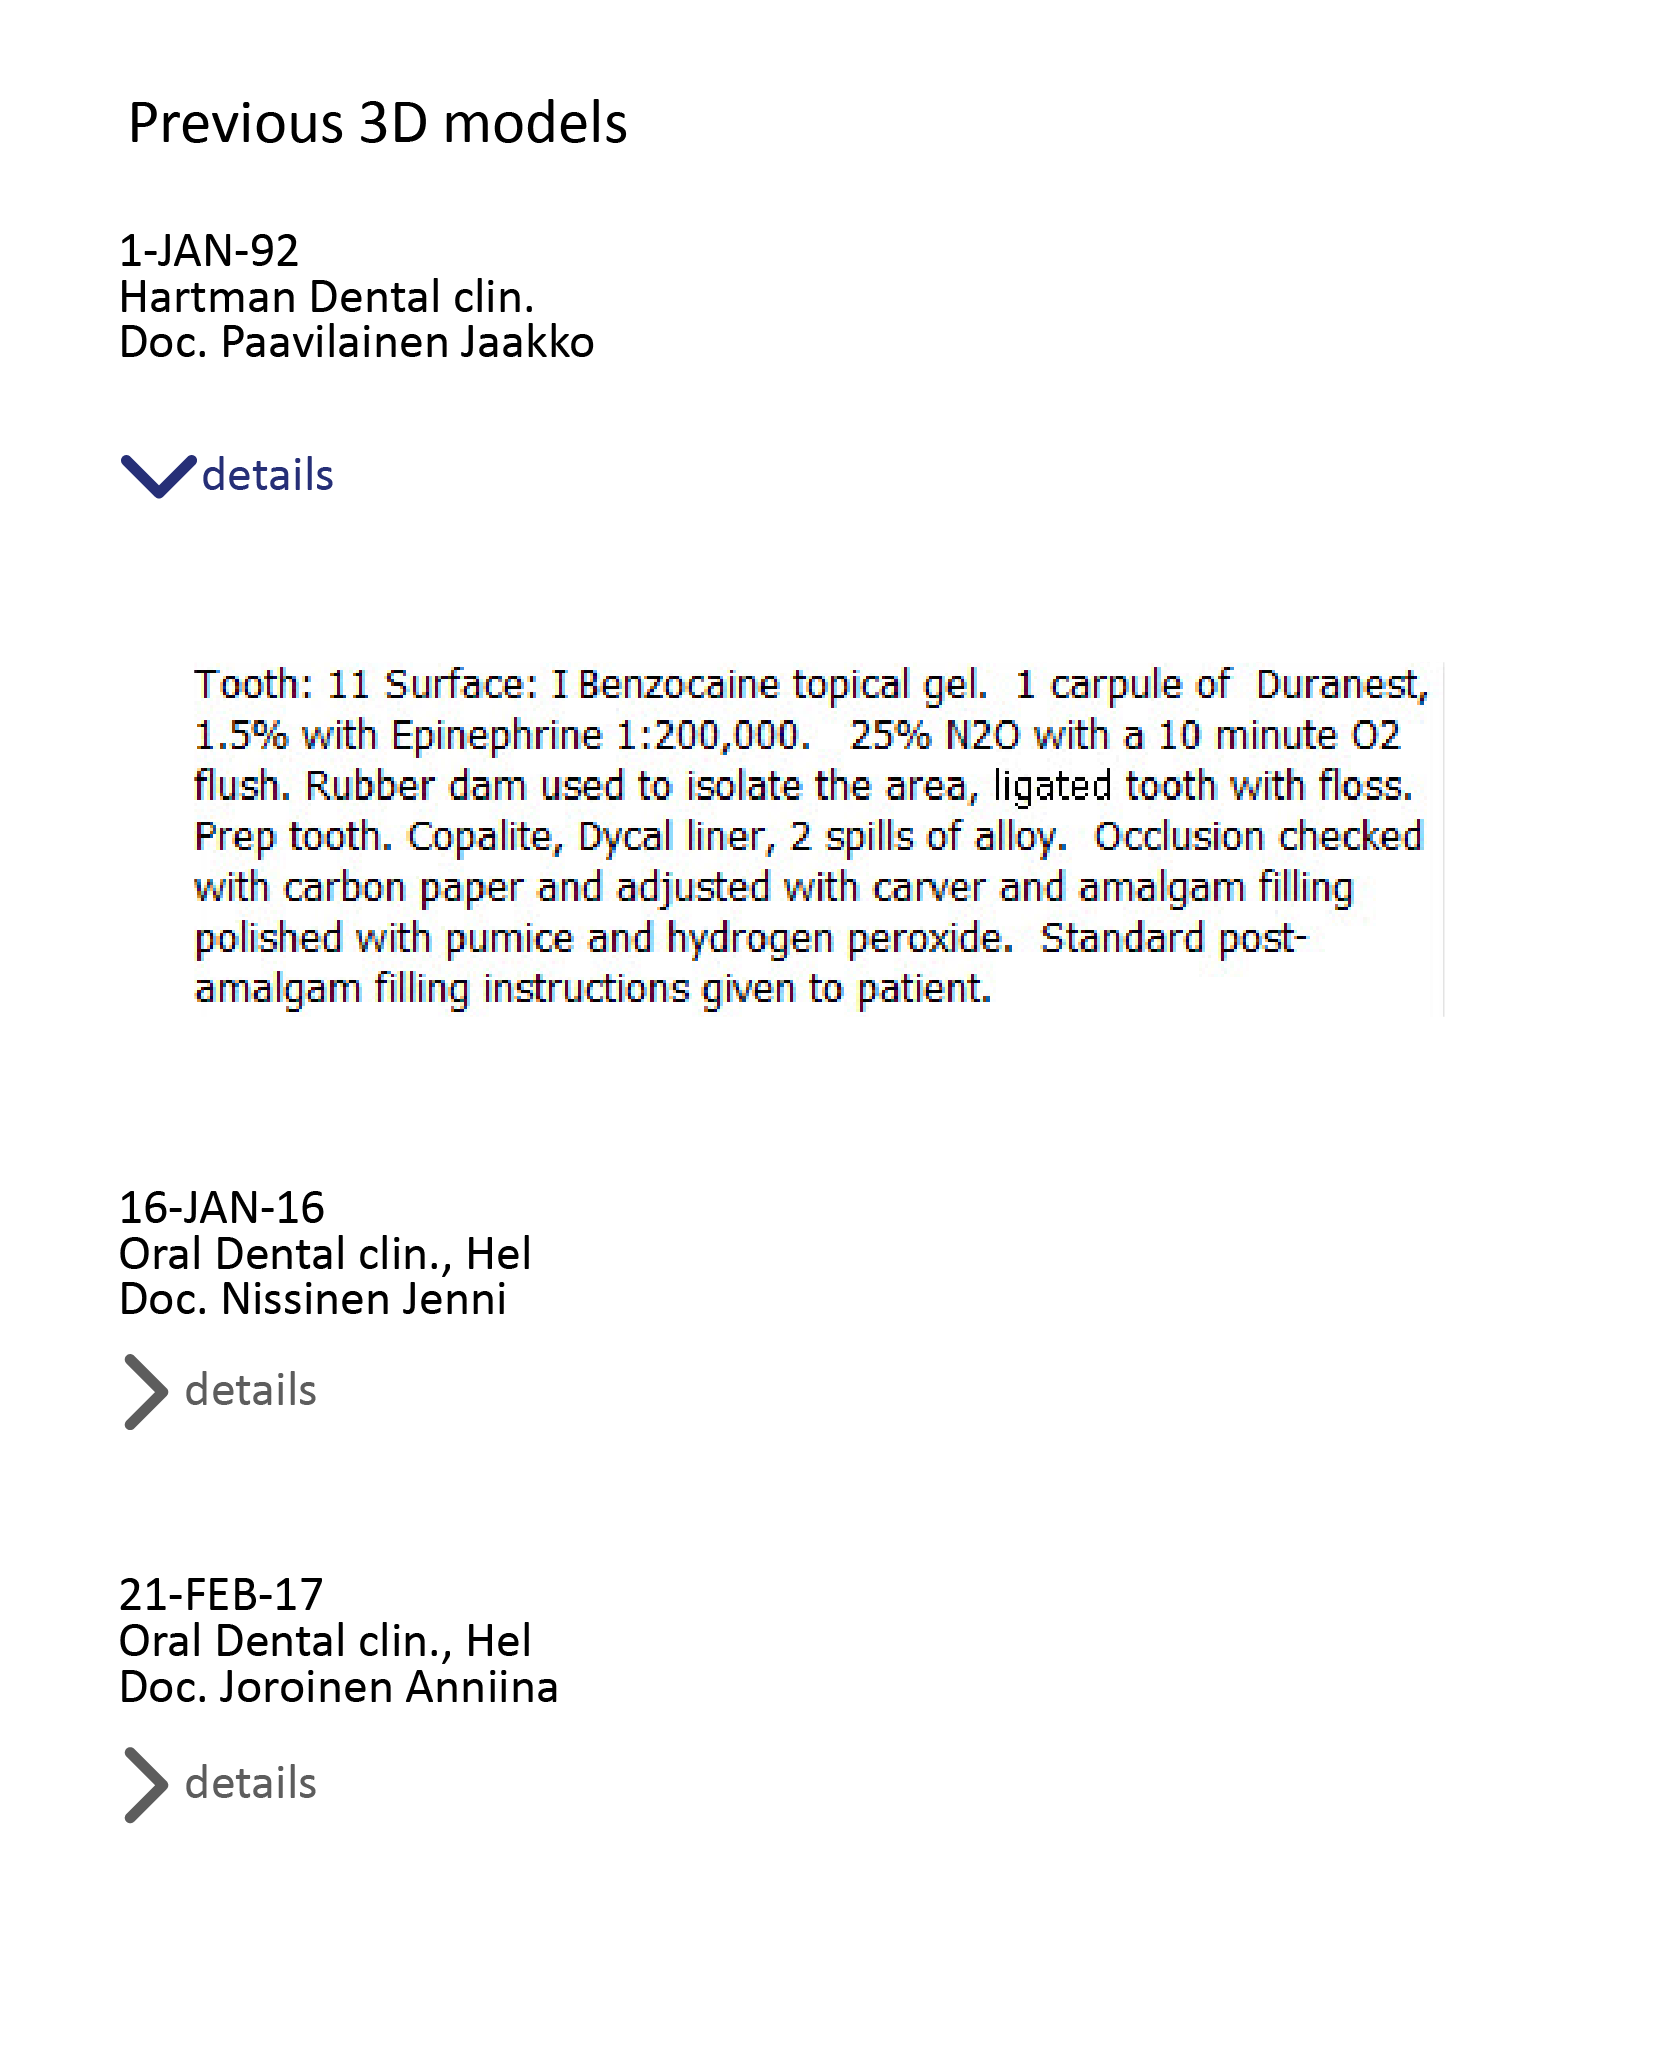 Previous 3D models
1-JAN-92
Hartman Dental clin.
Doc. Paavilainen Jaakko
details
Tooth: 11 Surface: I Benzocaine topical gel.  1 carpule of  Duranest,
1.5% with Epinephrine 1:200,000.   25% N2O with a 10 minute O2
flush. Rubber dam used to isolate the area, ligated tooth with floss.
Prep tooth. Copalite, Dycal liner, 2 spills of alloy.  Occlusion checked
with carbon paper and adjusted with carver and amalgam filling
polished with pumice and hydrogen peroxide.  Standard post-
amalgam filling instructions given to patient.
16-JAN-16
Oral Dental clin., Hel
Doc. Nissinen Jenni
details
21-FEB-17
Oral Dental clin., Hel
Doc. Joroinen Anniina
details